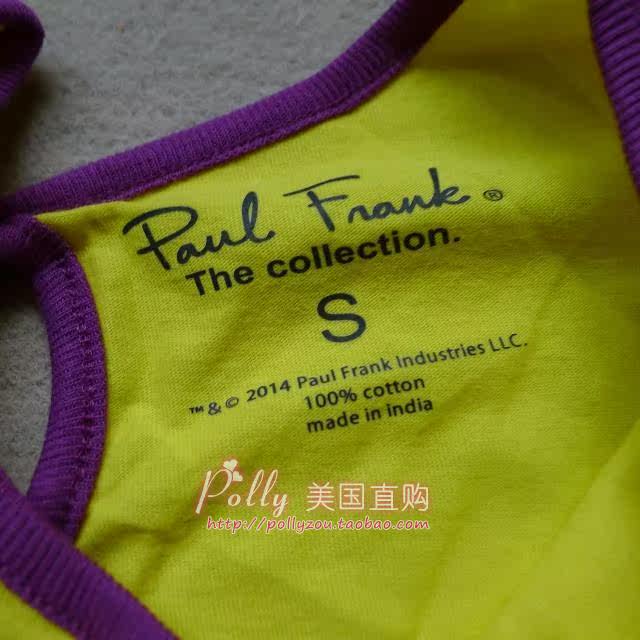 Paul Frank ®
The collection.
S
™ & © 2014 Paul Frank Industries LLC.
100% cotton
made in india
Polly 美国直购
http://pollyzou.taobao.com